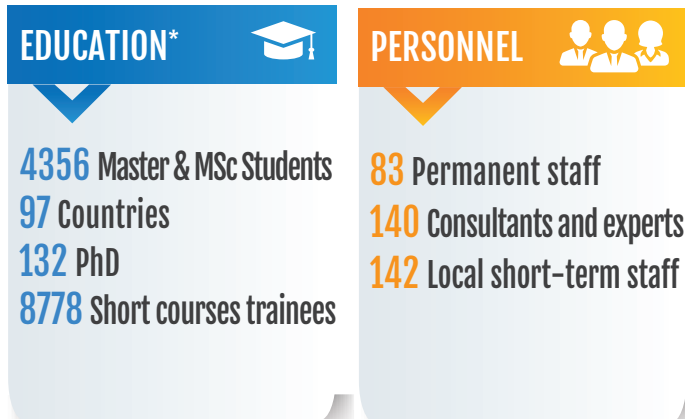 EDUCATION*
4356 Master & MSc Students
97 Countries
132 PhD
8778 Short courses trainees
PERSONNEL
83 Permanent staff
140 Consultants and experts
142 Local short-term staff